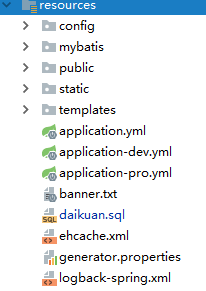 resources
config
mybatis
public
static
templates
application.yml
application-dev.yml
application-pro.yml
banner.txt
daikuan.sql
ehcache.xml
generator.properties
logback-spring.xml